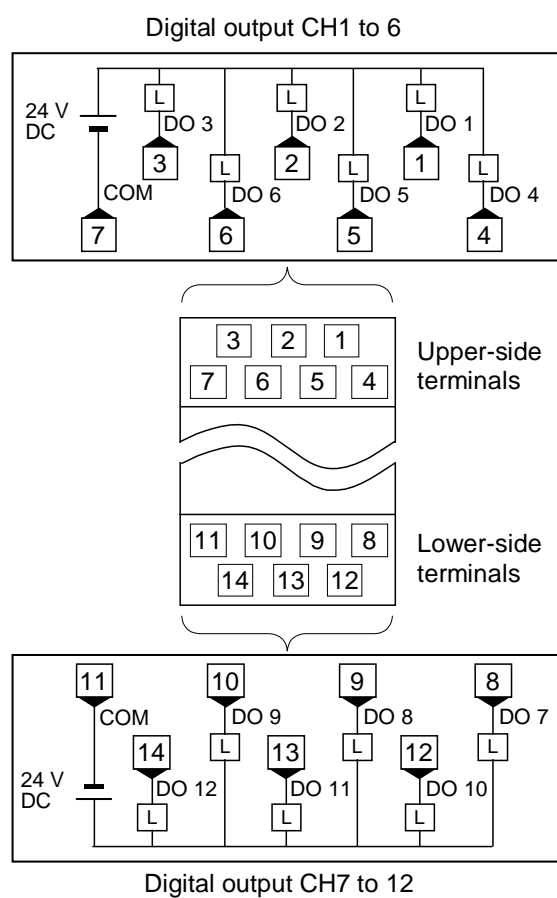 Digital output CH1 to 6
24 V
DC
L
DO 3
3
L
DO 2
2
L
DO 1
1
COM
7
L
DO 6
6
L
DO 5
5
L
DO 4
4
3 2 1
7 6 5 4
Upper-side
terminals
11 10 9 8
14 13 12
Lower-side
terminals
11
COM
10
DO 9
L
9
DO 8
L
8
DO 7
L
24 V
DC
14
DO 12
L
13
DO 11
L
12
DO 10
L
Digital output CH7 to 12